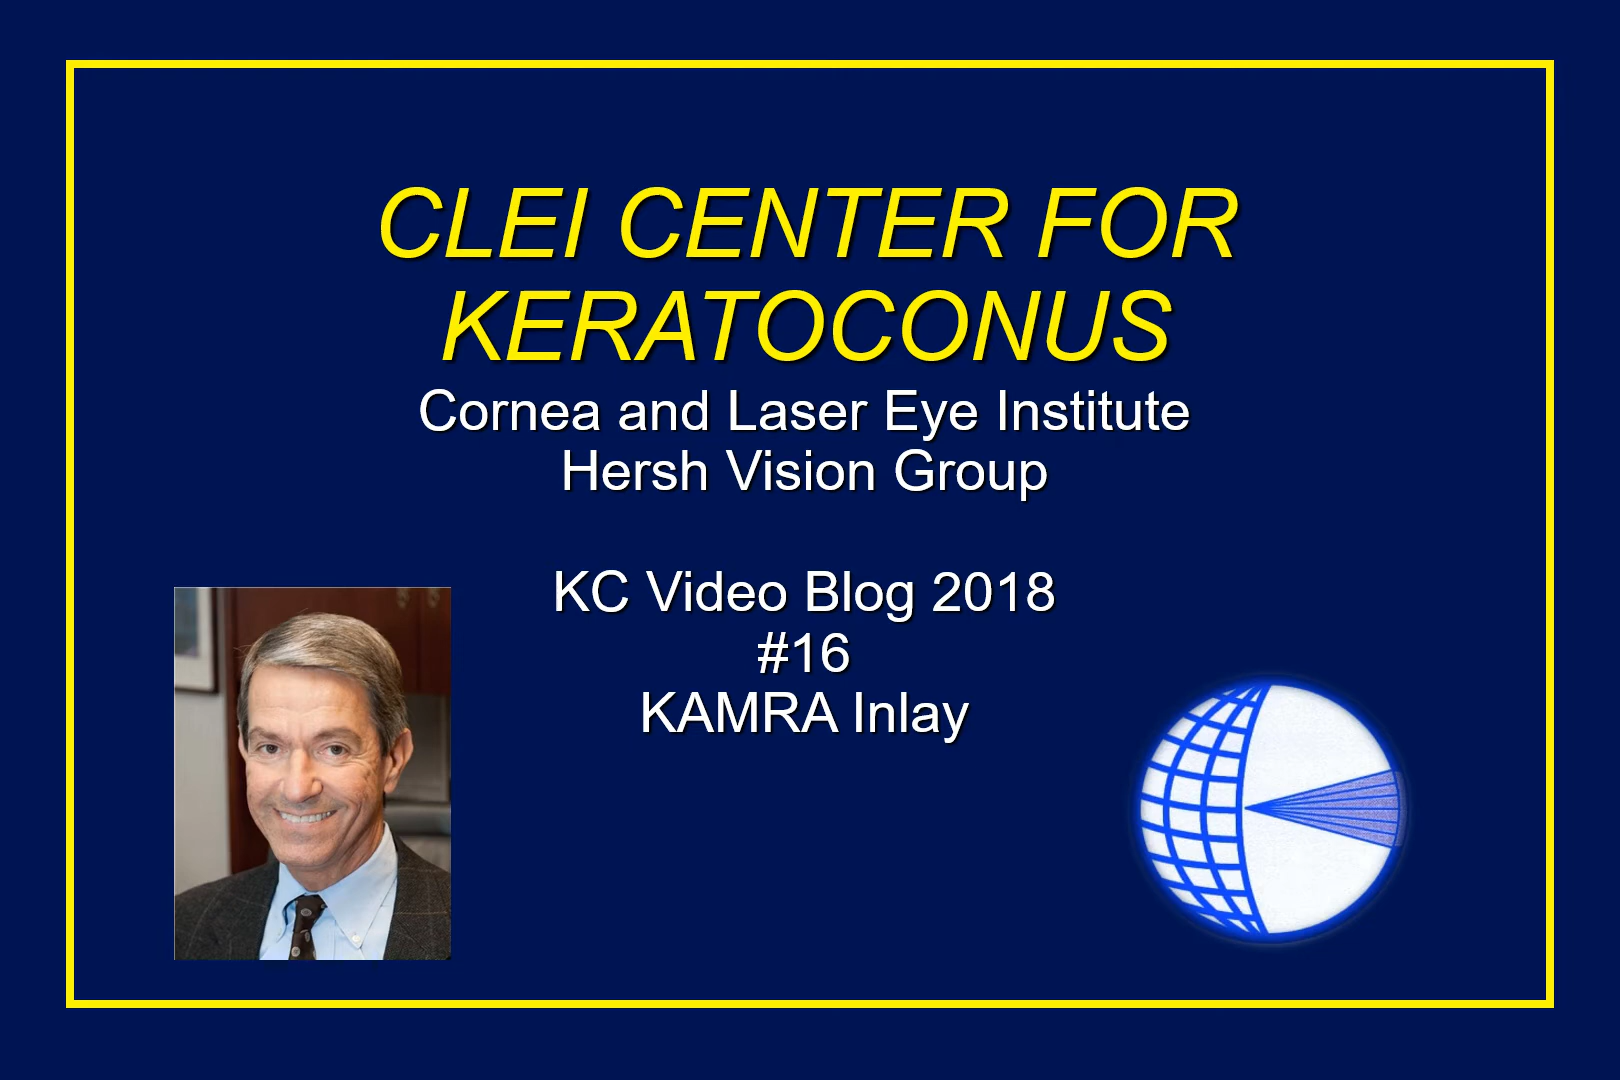 CLEI CENTER FOR
KERATOCONUS
Cornea and Laser Eye Institute
Hersh Vision Group
KC Video Blog 2018
#16
KAMRA Inlay